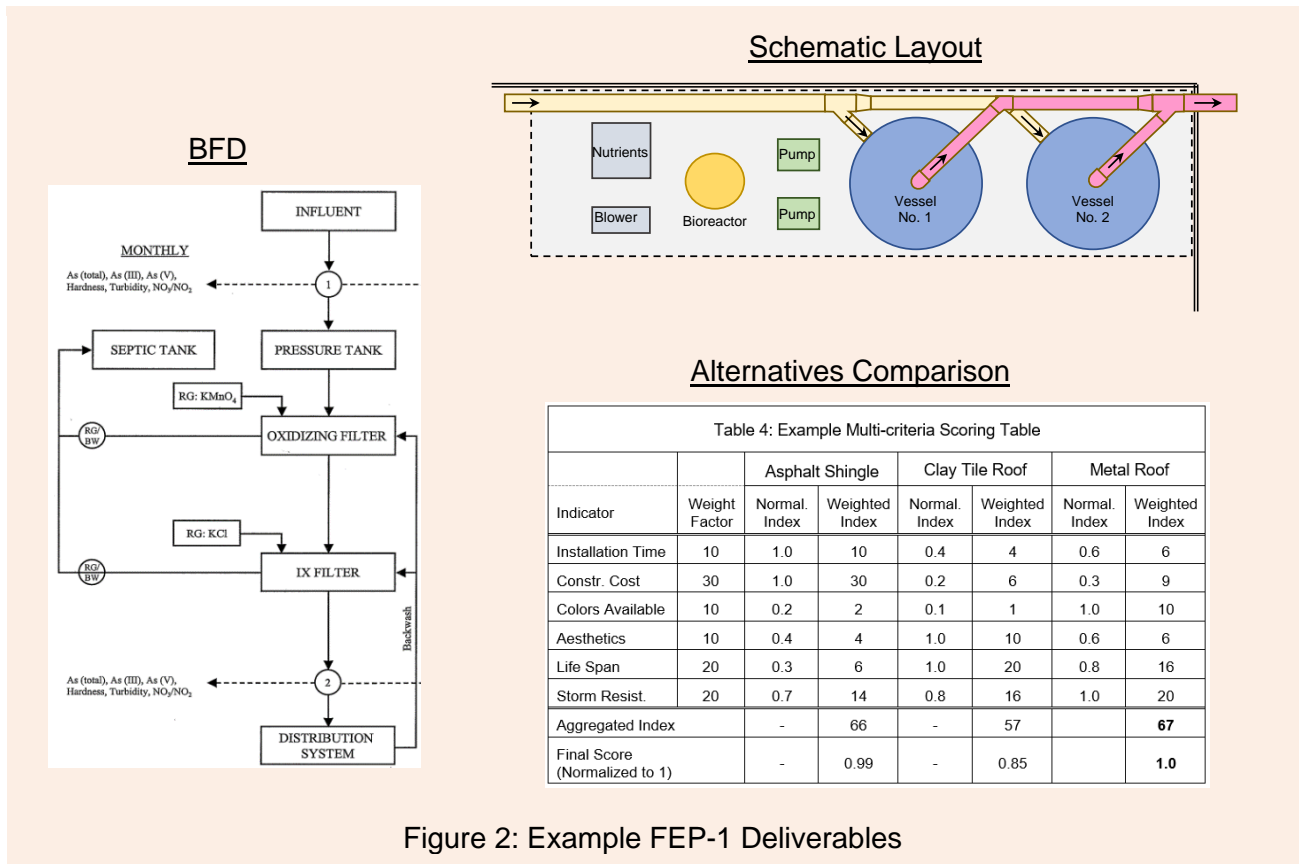 Schematic Layout
Nutrients
Blower
Bioreactor
Pump
Pump
Vessel
No. 1
Vessel
No. 2
BFD
INFLUENT
MONTHLY
As (total), As (III), As (V),
Hardness, Turbidity, NO₃/NO₂
1
SEPTIC TANK
PRESSURE TANK
RG: KMnO₄
RG/
BW
OXIDIZING FILTER
RG: KCl
RG/
BW
IX FILTER
Backwash
As (total), As (III), As (V),
Hardness, Turbidity, NO₃/NO₂
2
DISTRIBUTION
SYSTEM
Alternatives Comparison
Table 4: Example Multi-criteria Scoring Table
Asphalt Shingle Clay Tile Roof Metal Roof
Indicator Weight Factor Normal. Index Weighted Index Normal. Index Weighted Index Normal. Index Weighted Index
Installation Time 10 1.0 10 0.4 4 0.6 6
Constr. Cost 30 1.0 30 0.2 6 0.3 9
Colors Available 10 0.2 2 0.1 1 1.0 10
Aesthetics 10 0.4 4 1.0 10 0.6 6
Life Span 20 0.3 6 1.0 20 0.8 16
Storm Resist. 20 0.7 14 0.8 16 1.0 20
Aggregated Index - 66 - 57 67
Final Score
(Normalized to 1) - 0.99 - 0.85 1.0
Figure 2: Example FEP-1 Deliverables